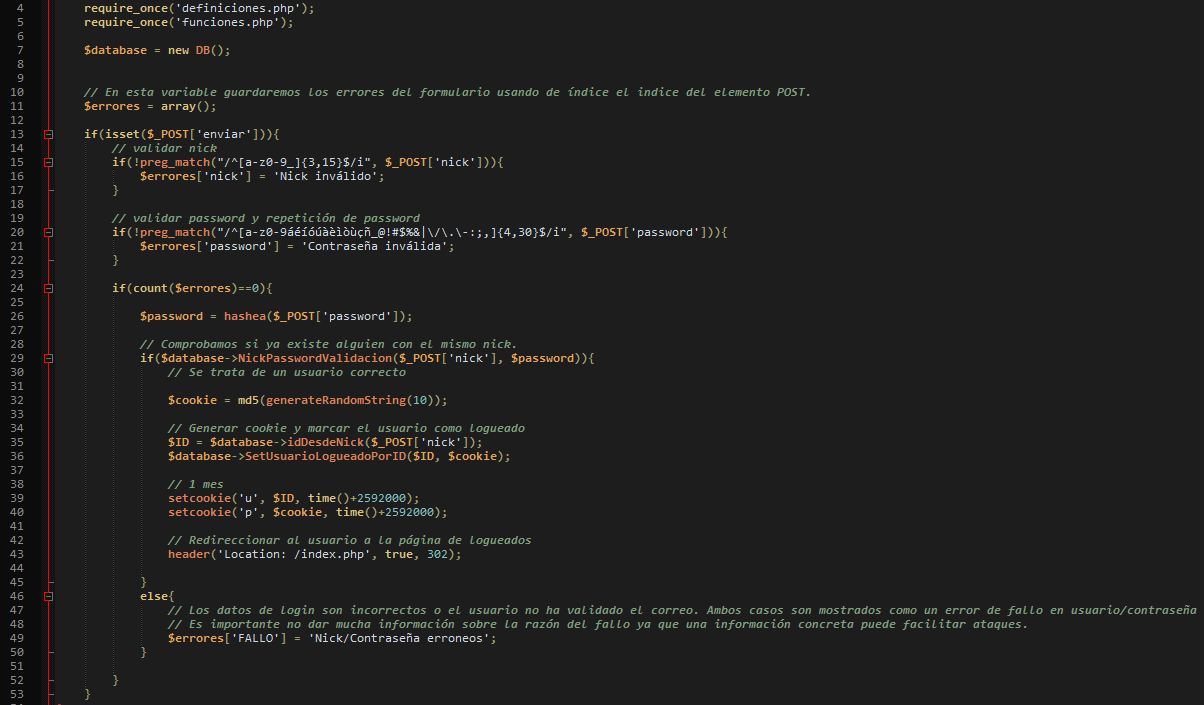 4 require_once('definiciones.php');
5 require_once('funciones.php');
6
7 $database = new DB();
8
9
10 // En esta variable guardaremos los errores del formulario usando de índice el indice del elemento POST.
11 $errores = array();
12
13 if(isset($_POST['enviar'])){
14 // validar nick
15 if(!preg_match("/^[a-z0-9_]{3,15}$/i", $_POST['nick'])){
16 $errores['nick'] = 'Nick inválido';
17 }
18
19 // validar password y repetición de password
20 if(!preg_match("/^[a-z0-9áéíóúàèìòùçñ_@!#$%&|\/\.\-:;,]{4,30}$/i", $_POST['password'])){
21 $errores['password'] = 'Contraseña inválida';
22 }
23
24 if(count($errores)==0){
25
26 $password = hashea($_POST['password']);
27
28 // Comprobamos si ya existe alguien con el mismo nick.
29 if($database->NickPasswordValidacion($_POST['nick'], $password)){
30 // Se trata de un usuario correcto
31
32 $cookie = md5(generateRandomString(10));
33
34 // Generar cookie y marcar el usuario como logueado
35 $ID = $database->idDesdeNick($_POST['nick']);
36 $database->SetUsuarioLogueadoPorID($ID, $cookie);
37
38 // 1 mes
39 setcookie('u', $ID, time()+2592000);
40 setcookie('p', $cookie, time()+2592000);
41
42 // Redireccionar al usuario a la página de logueados
43 header('Location: /index.php', true, 302);
44
45 }
46 else{
47 // Los datos de login son incorrectos o el usuario no ha validado el correo. Ambos casos son mostrados como un error de fallo en usuario/contraseña
48 // Es importante no dar mucha información sobre la razón del fallo ya que una información concreta puede facilitar ataques.
49 $errores['FALLO'] = 'Nick/Contraseña erroneos';
50 }
51
52 }
53 }